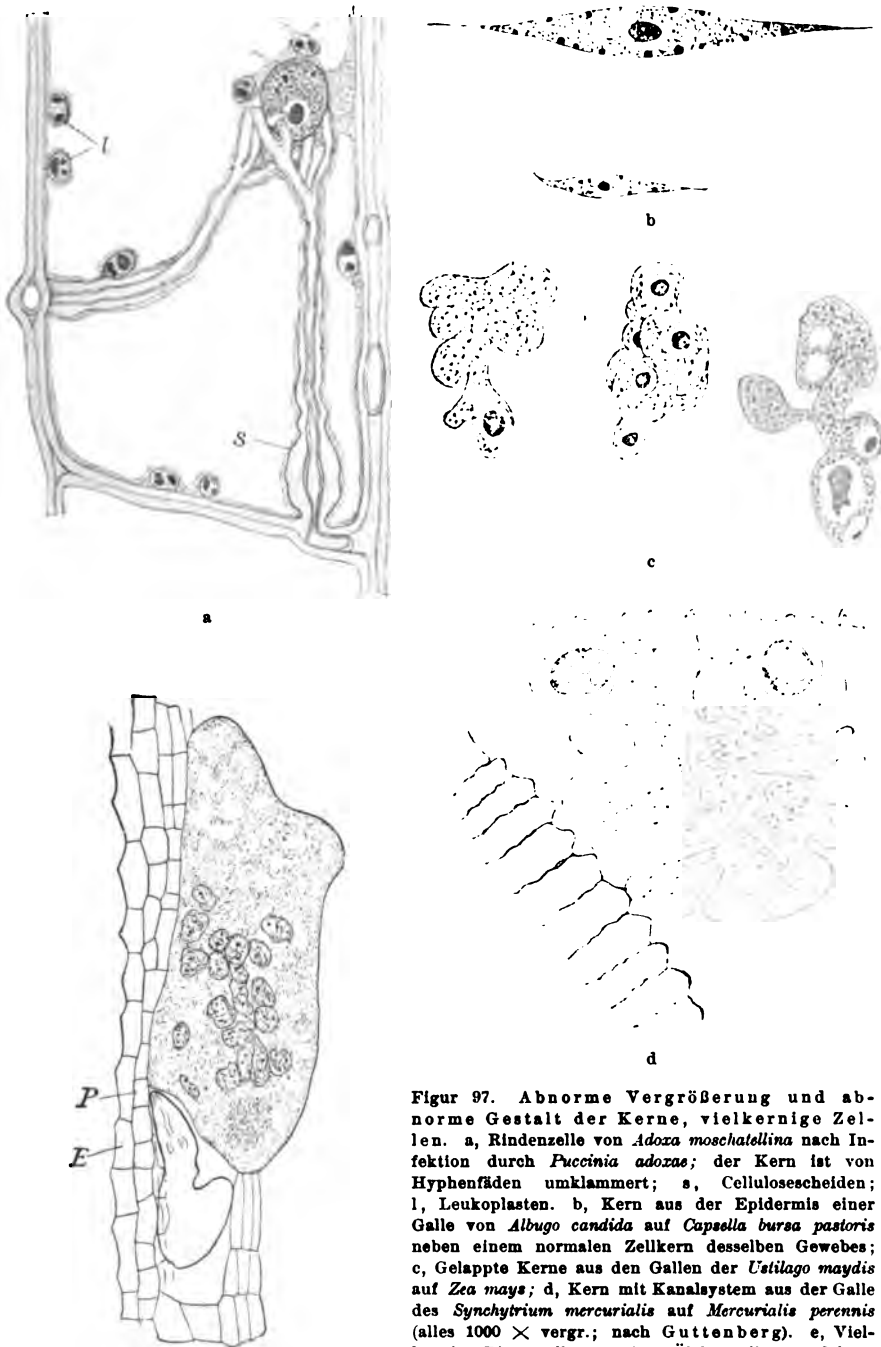 l
s
a
b
c
d
P
E
Figur 97. Abnorme Vergrößerung und ab-
norme Gestalt der Kerne, vielkernige Zel-
len. a, Rindenzelle von Adoxa moschatellina nach In-
fektion durch Puccinia adoxae; der Kern ist von
Hyphenfäden umklammert; s, Cellulosescheiden;
l, Leukoplasten. b, Kern aus der Epidermis einer
Galle von Albugo candida auf Capsella bursa pastoris
neben einem normalen Zellkern desselben Gewebes;
c, Gelappte Kerne aus den Gallen der Ustilago maydis
auf Zea mays; d, Kern mit Kanalsystem aus der Galle
des Synchytrium mercurialis auf Mercurialis perennis
(alles 1000 × vergr.; nach Guttenberg). e, Viel-